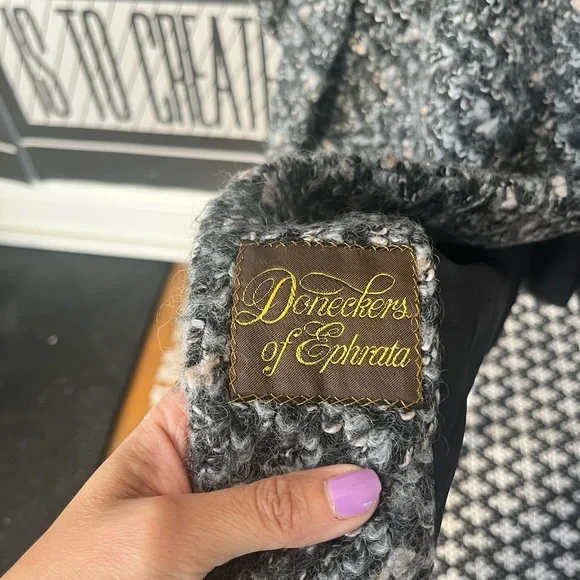 IS TO CREAT
Doneckers
of Ephrata